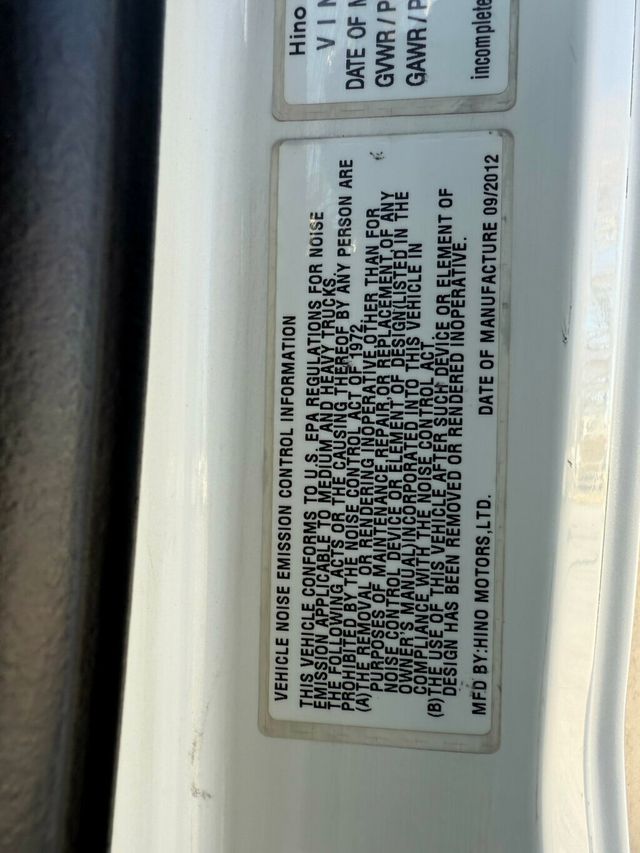 Hino
VIN
DATE OF M
GVWR / P
GAWR / P
incomplete
VEHICLE NOISE EMISSION CONTROL INFORMATION
THIS VEHICLE CONFORMS TO U.S. EPA REGULATIONS FOR NOISE
EMISSION APPLICABLE TO MEDIUM AND HEAVY TRUCKS.
THE FOLLOWING ACTS OR THE CAUSING THEREOF BY ANY PERSON ARE
PROHIBITED BY THE NOISE CONTROL ACT OF 1972.
(A)THE REMOVAL OR RENDERING INOPERATIVE OTHER THAN FOR
PURPOSES OF MAINTENANCE, REPAIR, OR REPLACEMENT OF ANY
NOISE CONTROL DEVICE OR ELEMENT OF DESIGN(LISTED IN THE
OWNER'S MANUAL)INCORPORATED INTO THIS VEHICLE IN
COMPLIANCE WITH THE NOISE CONTROL ACT.
(B)THE USE OF THIS VEHICLE AFTER SUCH DEVICE OR ELEMENT OF
DESIGN HAS BEEN REMOVED OR RENDERED INOPERATIVE.
MFD BY:HINO MOTORS,LTD. DATE OF MANUFACTURE 09/2012